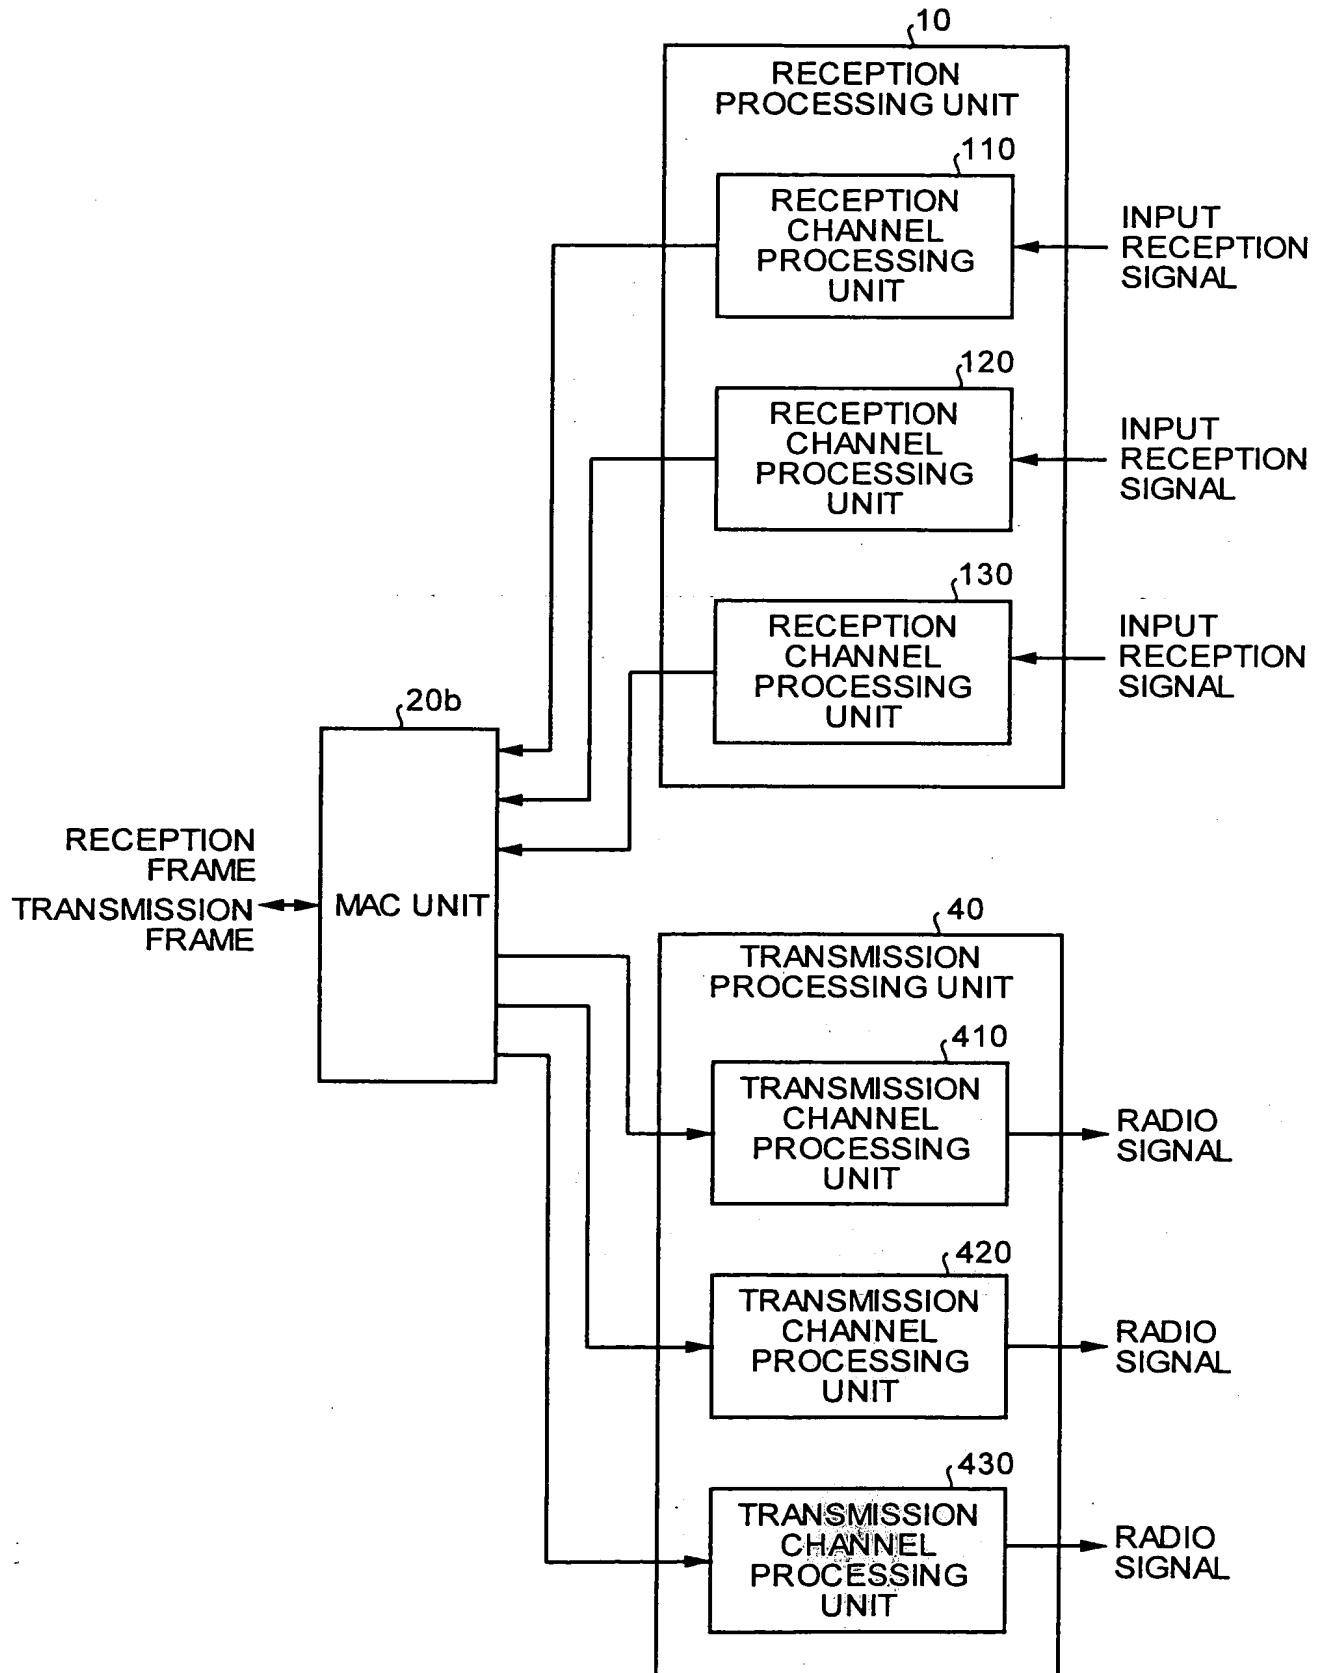 10
RECEPTION
PROCESSING UNIT
110
RECEPTION
CHANNEL
PROCESSING
UNIT
INPUT
RECEPTION
SIGNAL
120
RECEPTION
CHANNEL
PROCESSING
UNIT
INPUT
RECEPTION
SIGNAL
130
RECEPTION
CHANNEL
PROCESSING
UNIT
INPUT
RECEPTION
SIGNAL
20b
RECEPTION
FRAME
TRANSMISSION
FRAME
MAC UNIT
40
TRANSMISSION
PROCESSING UNIT
410
TRANSMISSION
CHANNEL
PROCESSING
UNIT
RADIO
SIGNAL
420
TRANSMISSION
CHANNEL
PROCESSING
UNIT
RADIO
SIGNAL
430
TRANSMISSION
CHANNEL
PROCESSING
UNIT
RADIO
SIGNAL